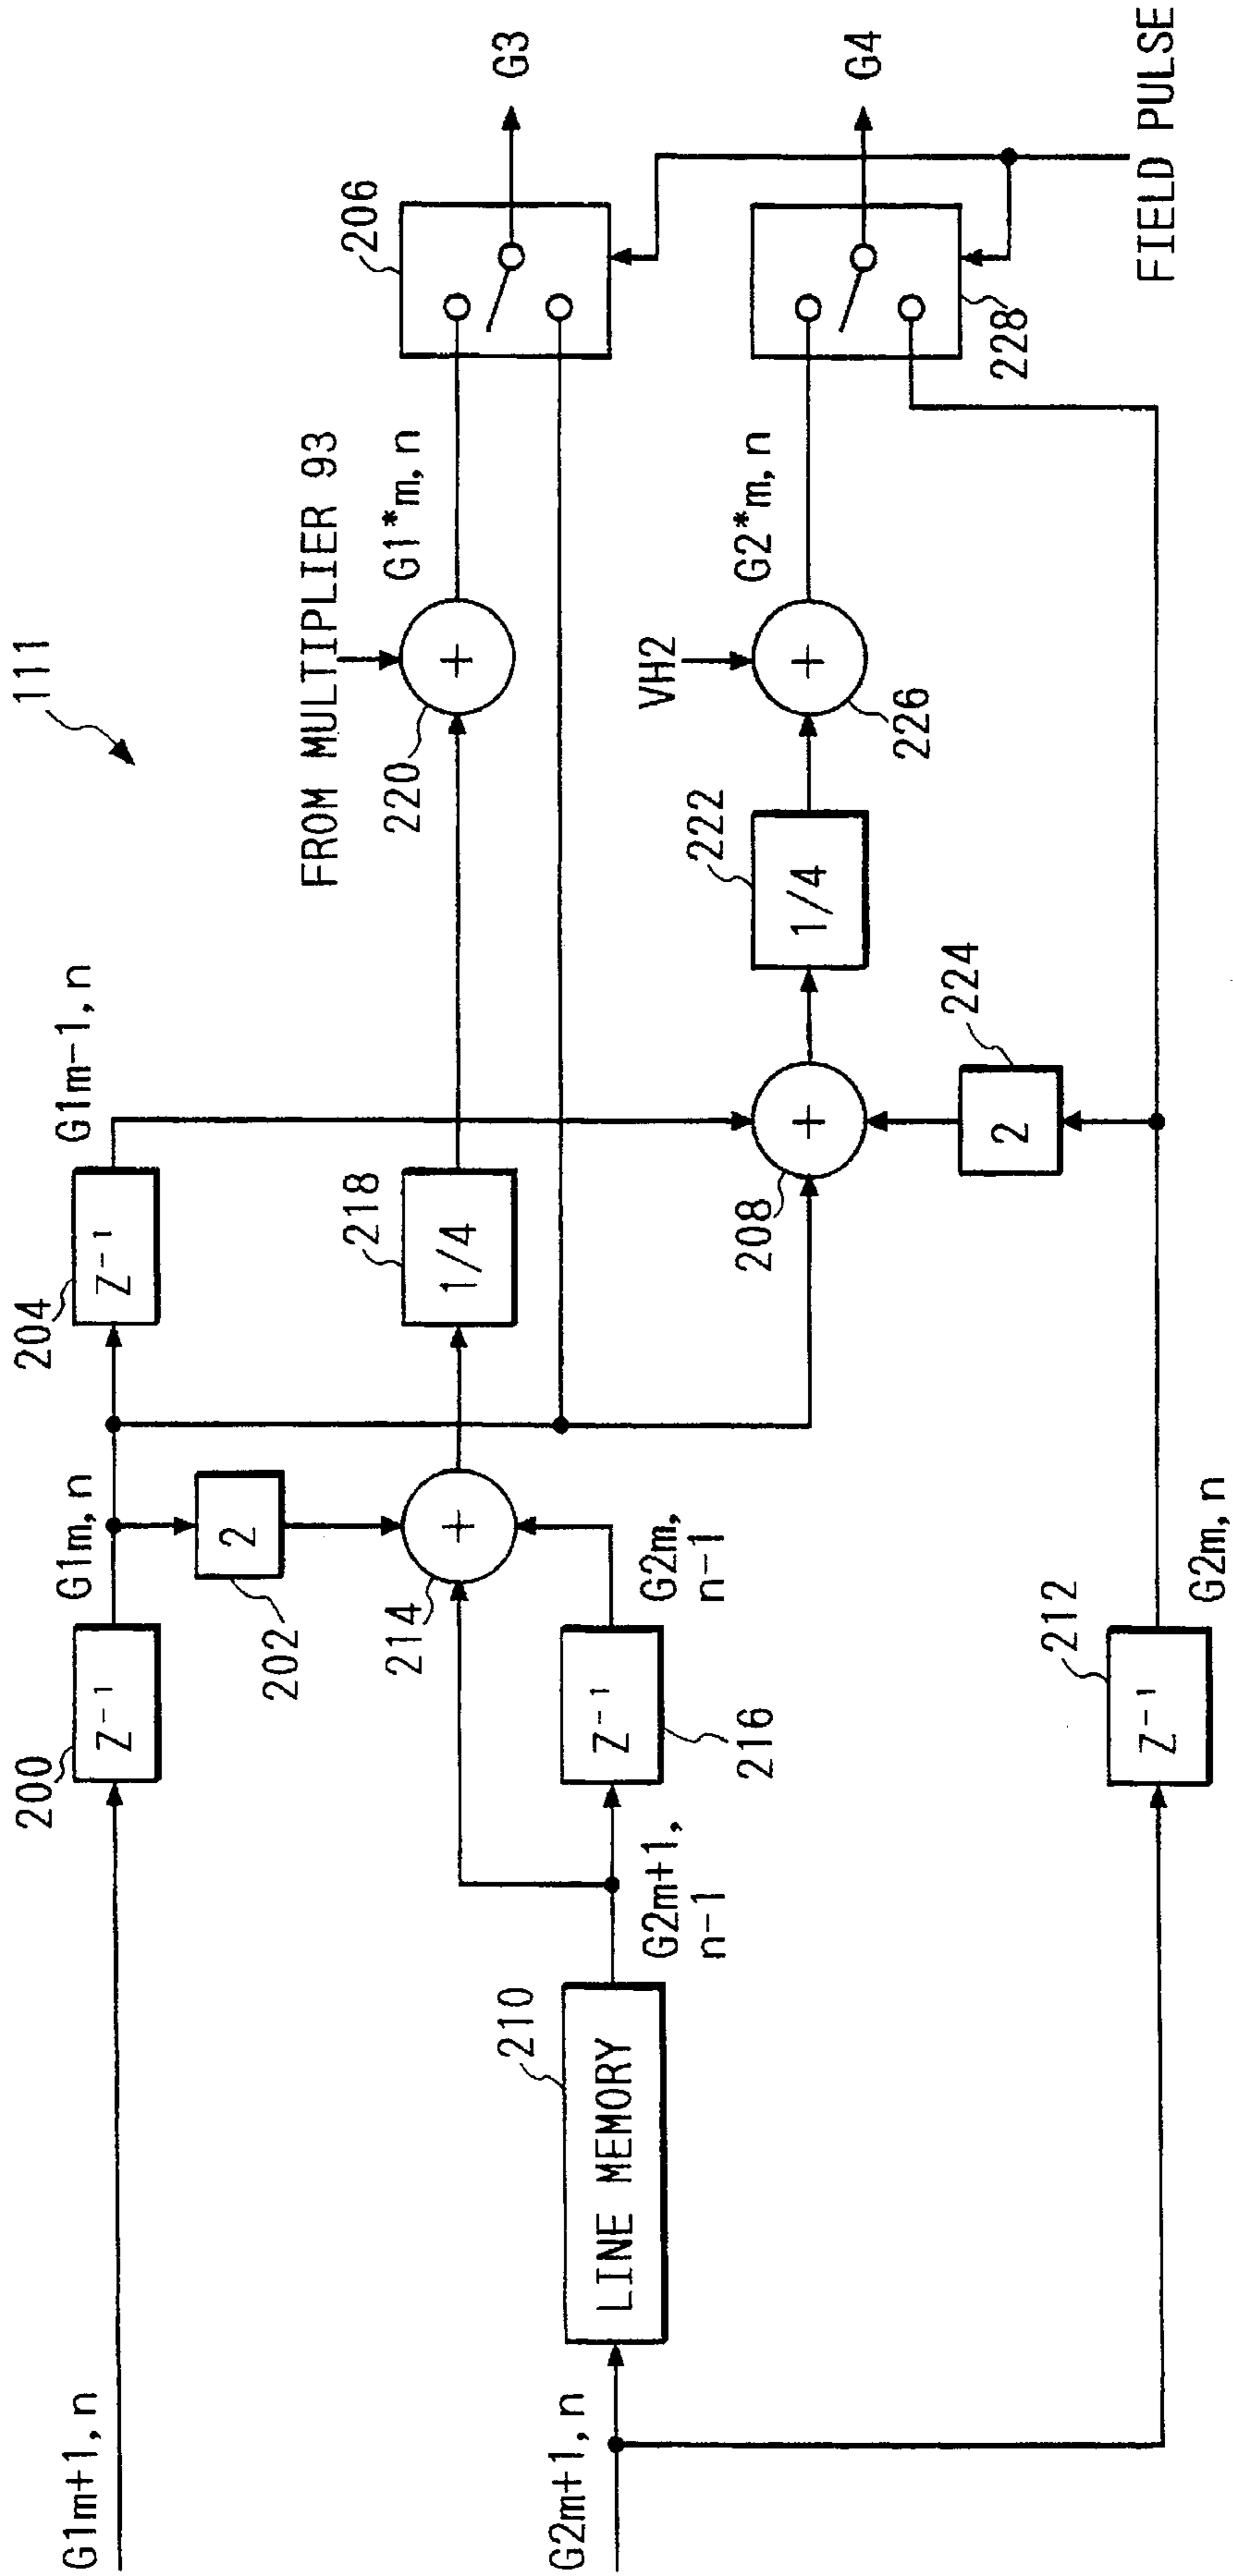 111
G1m+1, n
200
Z⁻¹
G1m, n
204
Z⁻¹
G1m-1, n
FROM MULTIPLIER 93
2
202
214
+
218
1/4
220
+
G1*m, n
206
G3
G2m+1, n
210
LINE MEMORY
G2m+1,
n-1
Z⁻¹
216
G2m,
n-1
208
+
222
1/4
VH2
+
226
G2*m, n
228
G4
2
224
212
Z⁻¹
G2m, n
FIELD PULSE